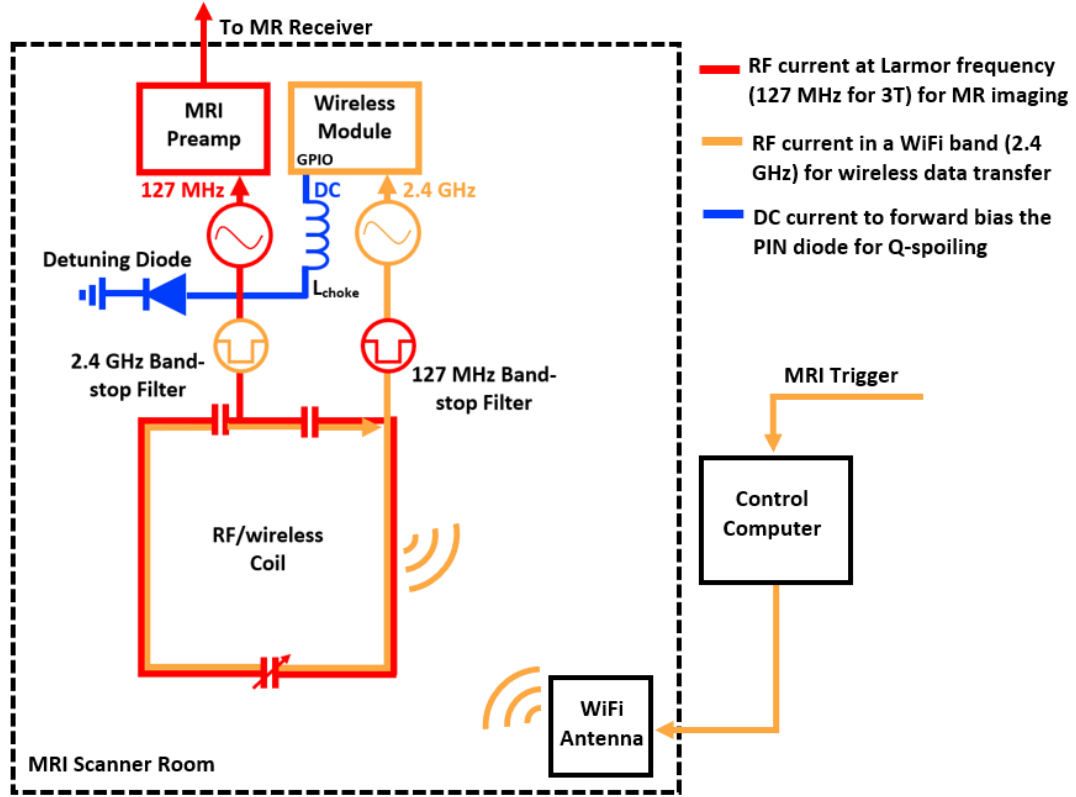 To MR Receiver
MRI
Preamp
Wireless
Module
GPIO
127 MHz
DC
2.4 GHz
Detuning Diode
Lchoke
2.4 GHz Band-
stop Filter
127 MHz Band-
stop Filter
RF/wireless
Coil
WiFi
Antenna
MRI Scanner Room
RF current at Larmor frequency
(127 MHz for 3T) for MR imaging
RF current in a WiFi band (2.4
GHz) for wireless data transfer
DC current to forward bias the
PIN diode for Q-spoiling
MRI Trigger
Control
Computer